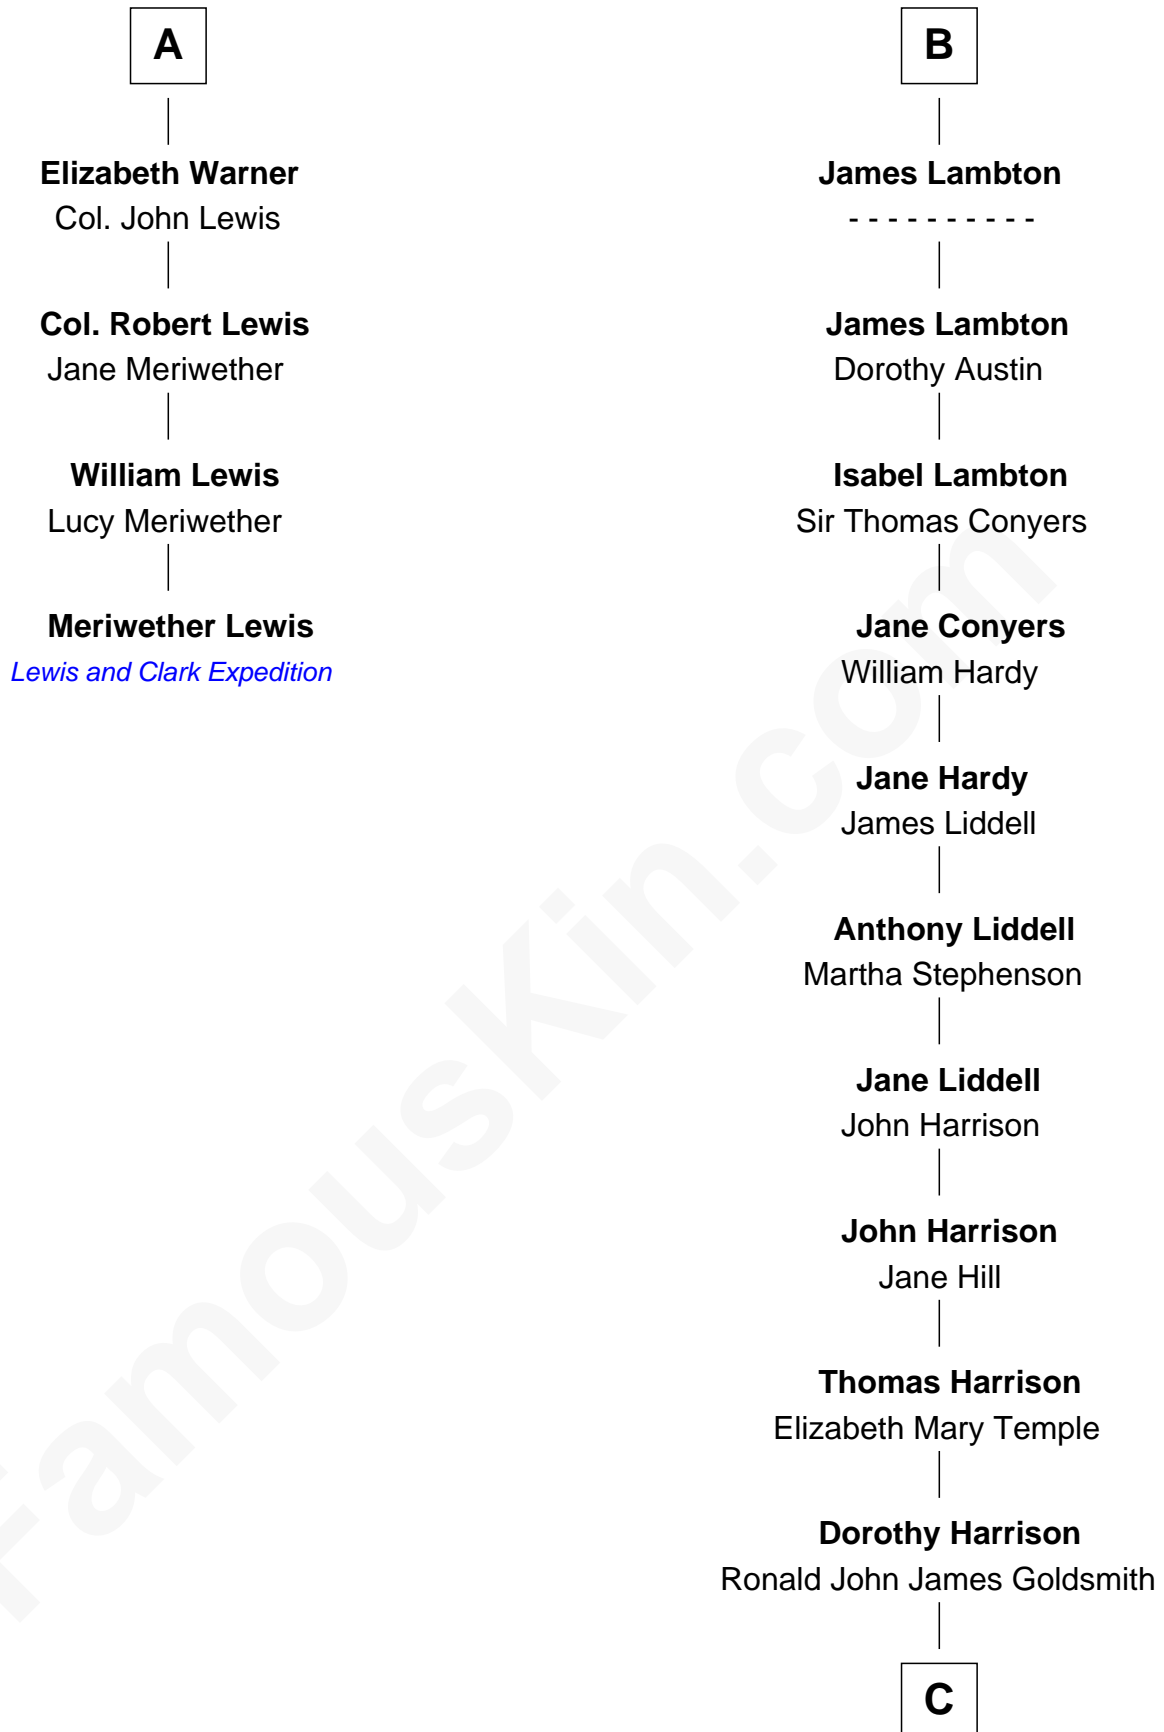 A
Elizabeth Warner
Col. John Lewis
Col. Robert Lewis
Jane Meriwether
William Lewis
Lucy Meriwether
Meriwether Lewis
Lewis and Clark Expedition
B
James Lambton
- - - - - - - - - -
James Lambton
Dorothy Austin
Isabel Lambton
Sir Thomas Conyers
Jane Conyers
William Hardy
Jane Hardy
James Liddell
Anthony Liddell
Martha Stephenson
Jane Liddell
John Harrison
John Harrison
Jane Hill
Thomas Harrison
Elizabeth Mary Temple
Dorothy Harrison
Ronald John James Goldsmith
C
FamousKin.com